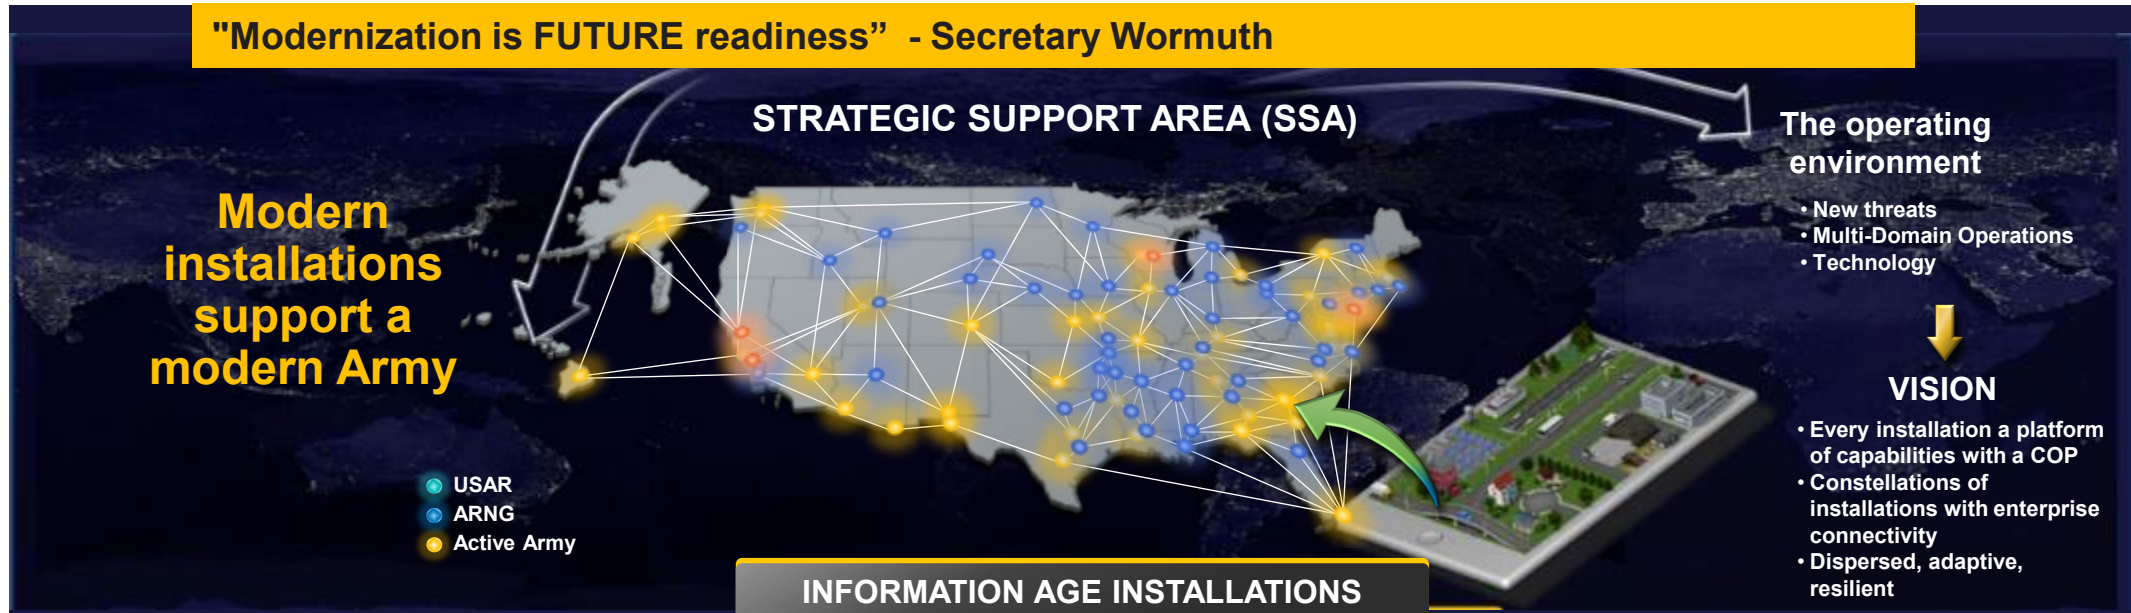 "Modernization is FUTURE readiness” - Secretary Wormuth
STRATEGIC SUPPORT AREA (SSA)
Modern
installations
support a
modern Army
USAR
ARNG
Active Army
The operating
environment
• New threats
• Multi-Domain Operations
• Technology
VISION
• Every installation a platform
of capabilities with a COP
• Constellations of
installations with enterprise
connectivity
• Dispersed, adaptive,
resilient
INFORMATION AGE INSTALLATIONS